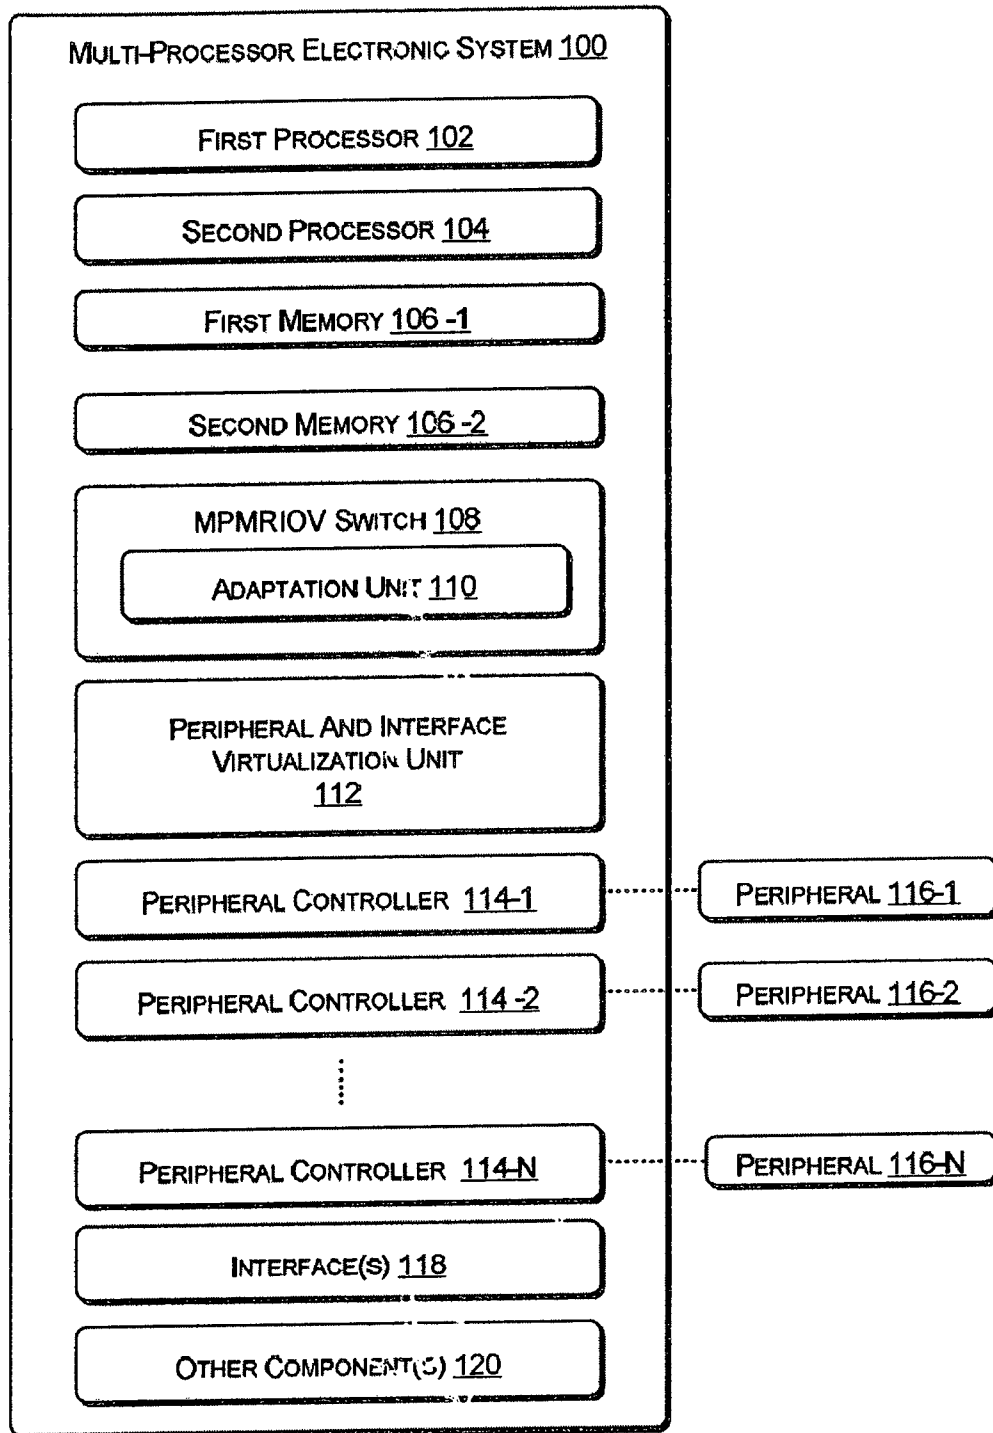 MULTI-PROCESSOR ELECTRONIC SYSTEM 100
FIRST PROCESSOR 102
SECOND PROCESSOR 104
FIRST MEMORY 106 -1
SECOND MEMORY 106 -2
MPMRIOV SWITCH 108
ADAPTATION UNIT 110
PERIPHERAL AND INTERFACE
VIRTUALIZATION UNIT
112
PERIPHERAL CONTROLLER 114-1
PERIPHERAL 116-1
PERIPHERAL CONTROLLER 114 -2
PERIPHERAL 116-2
PERIPHERAL CONTROLLER 114-N
PERIPHERAL 116-N
INTERFACE(S) 118
OTHER COMPONENT(S) 120